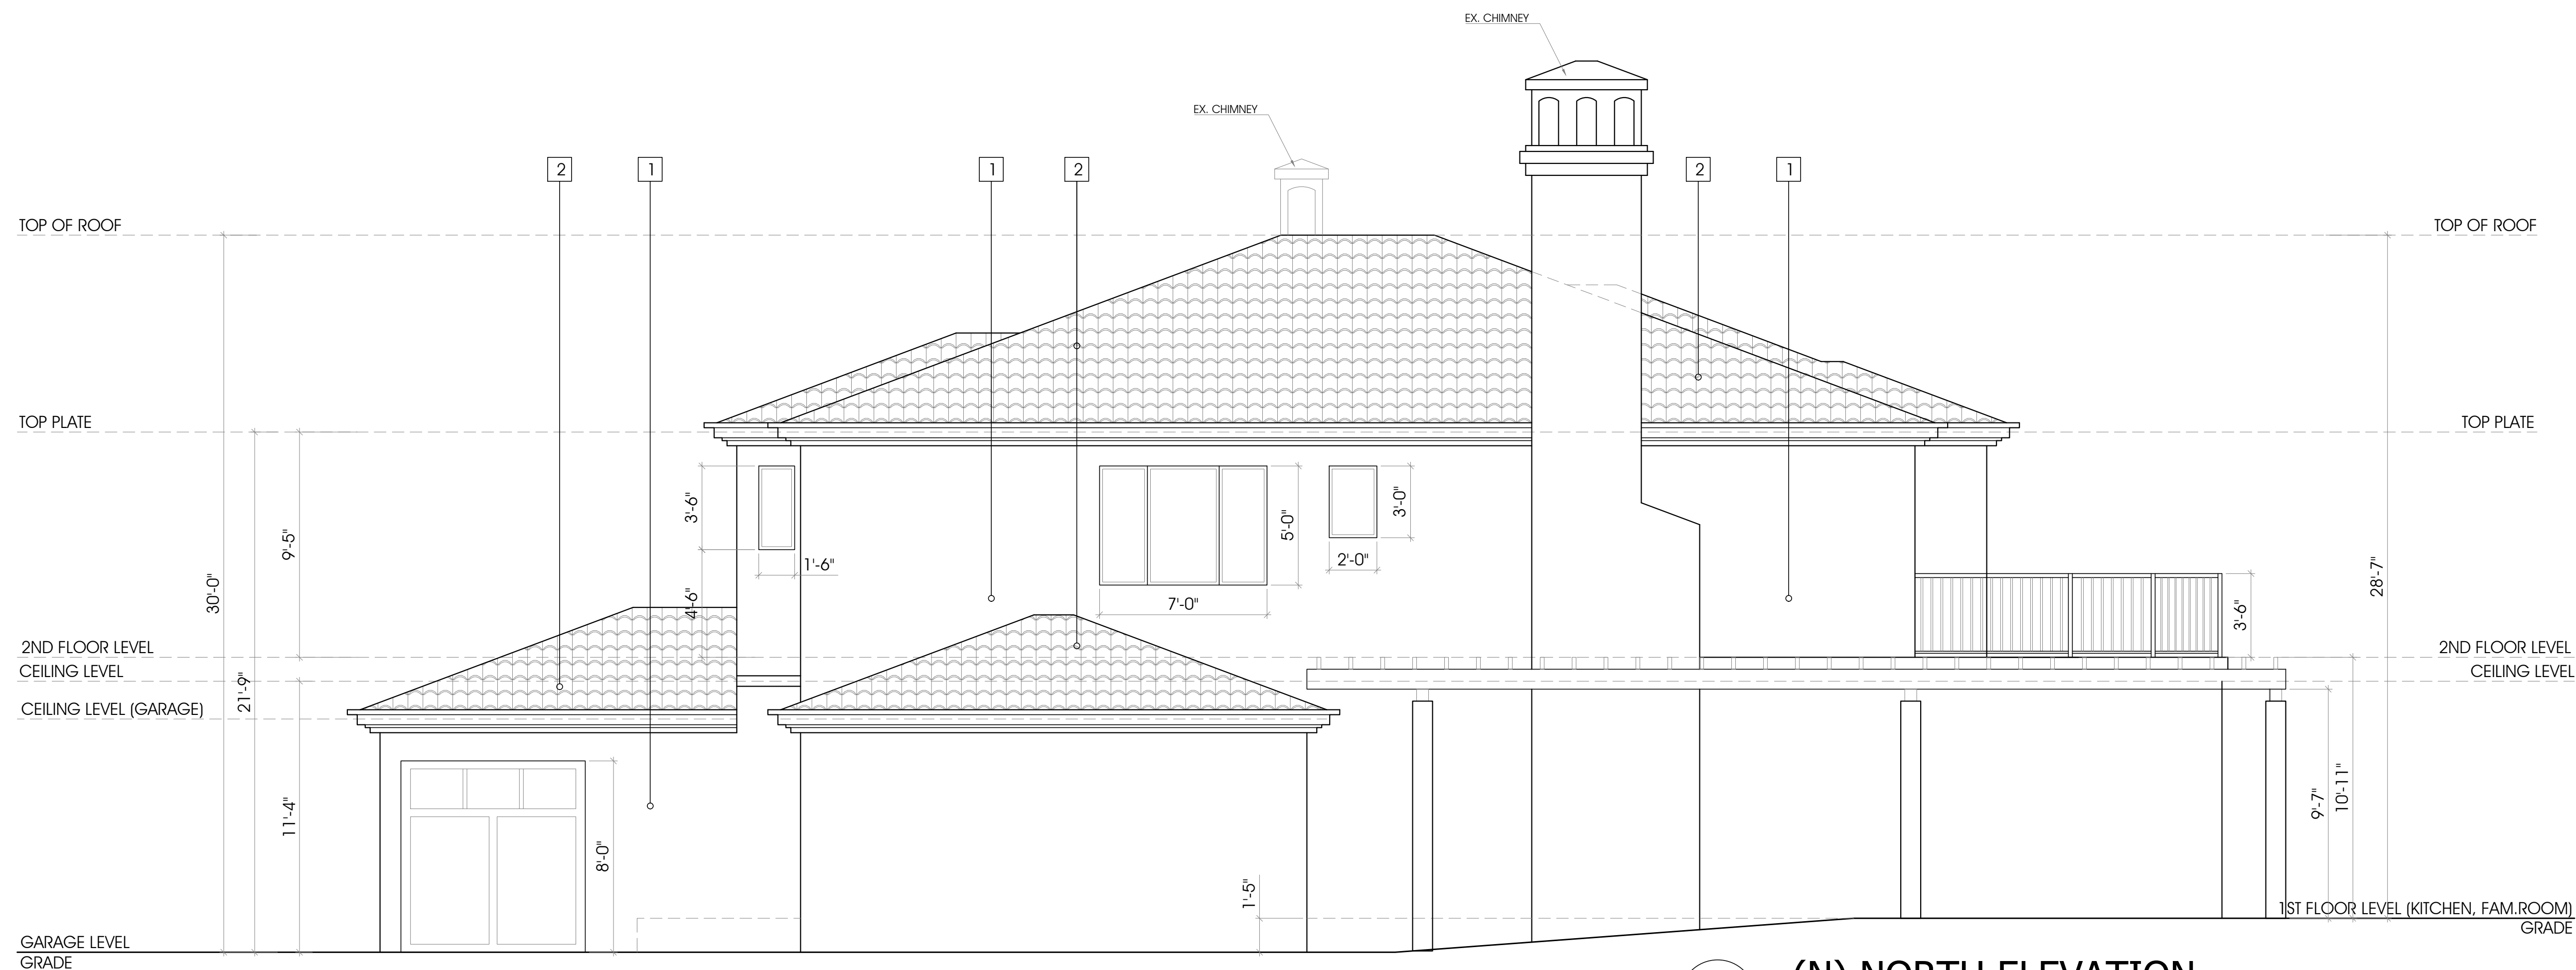 EX. CHIMNEY
EX. CHIMNEY
2
1
1
2
2
1
TOP OF ROOF
TOP OF ROOF
TOP PLATE
TOP PLATE
3'-6"
1'-6"
5'-0"
7'-0"
3'-0"
2'-0"
9'-5"
30'-0"
4'-6"
28'-7"
3'-6"
2ND FLOOR LEVEL
2ND FLOOR LEVEL
CEILING LEVEL
CEILING LEVEL
21'-9"
CEILING LEVEL (GARAGE)
11'-4"
8'-0"
1'-5"
9'-7"
10'-11"
1ST FLOOR LEVEL (KITCHEN, FAM.ROOM)
GRADE
GARAGE LEVEL
GRADE
(N) NORTH ELEVATION